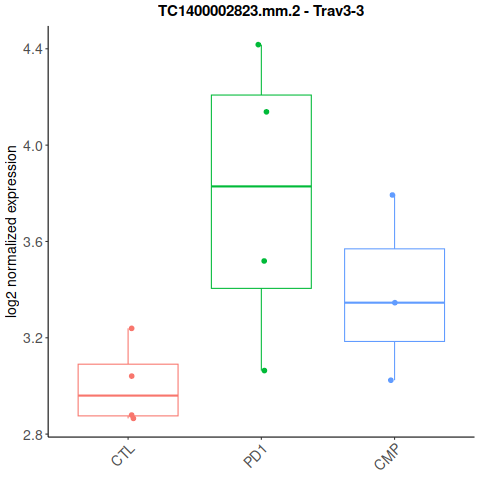 TC1400002823.mm.2 - Trav3-3
log2 normalized expression
4.4
4.0
3.6
3.2
2.8
CTL
PD1
CMP